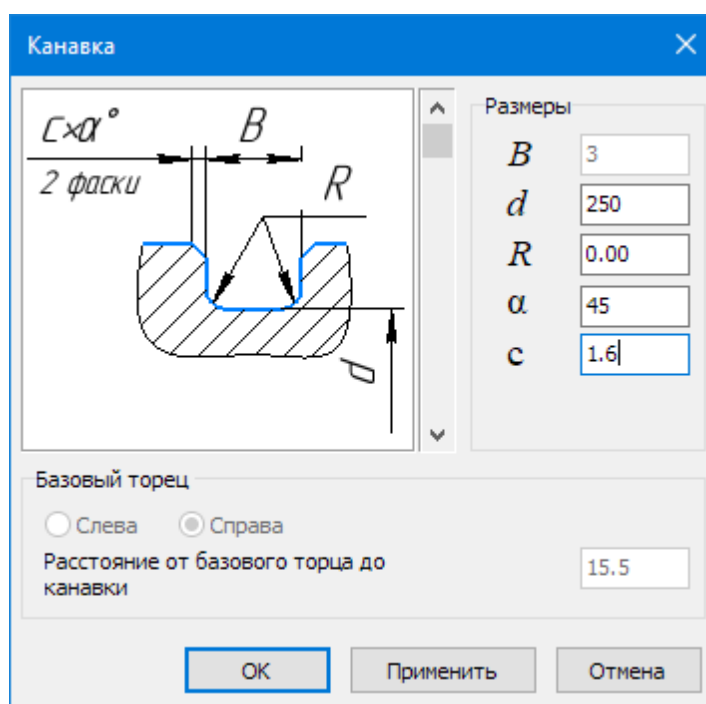 Канавка
c×α°
B
2 фаски
R
d
Размеры
B 3
d 250
R 0.00
α 45
c 1.6
Базовый торец
Слева Справа
Расстояние от базового торца до
канавки
15.5
OK Применить Отмена